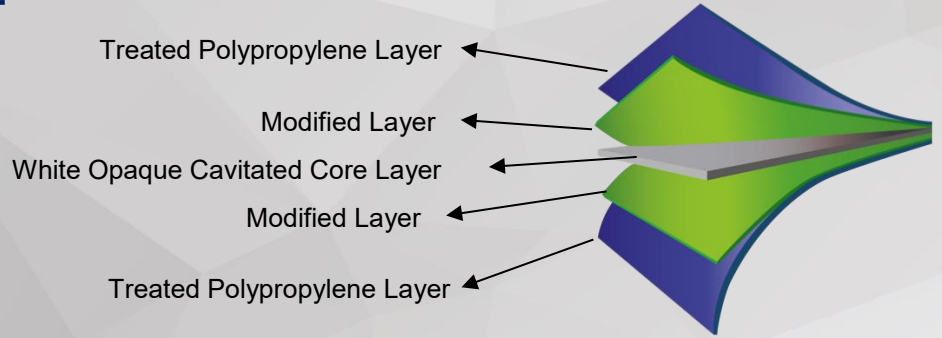 Treated Polypropylene Layer
Modified Layer
White Opaque Cavitated Core Layer
Modified Layer
Treated Polypropylene Layer